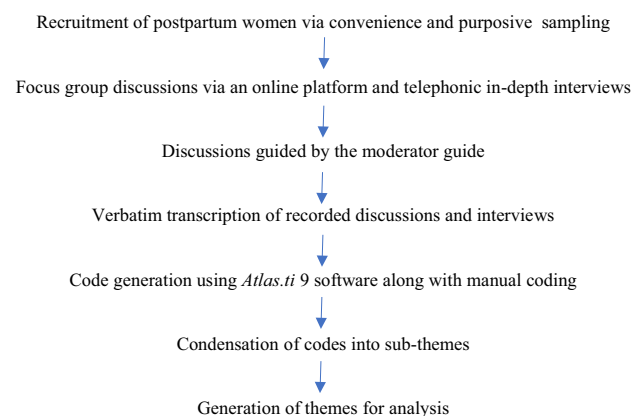 Recruitment of postpartum women via convenience and purposive sampling
Focus group discussions via an online platform and telephonic in-depth interviews
Discussions guided by the moderator guide
Verbatim transcription of recorded discussions and interviews
Code generation using Atlas.ti 9 software along with manual coding
Condensation of codes into sub-themes
Generation of themes for analysis